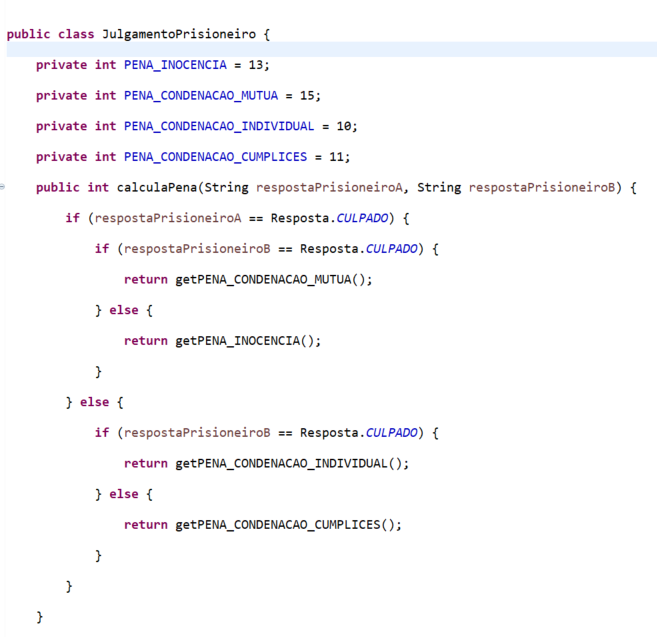 public class JulgamentoPrisioneiro {
private int PENA_INOCENCIA = 13;
private int PENA_CONDENACAO_MUTUA = 15;
private int PENA_CONDENACAO_INDIVIDUAL = 10;
private int PENA_CONDENACAO_CUMPLICES = 11;
public int calculaPena(String respostaPrisioneiroA, String respostaPrisioneiroB) {
if (respostaPrisioneiroA == Resposta.CULPADO) {
if (respostaPrisioneiroB == Resposta.CULPADO) {
return getPENA_CONDENACAO_MUTUA();
} else {
return getPENA_INOCENCIA();
}
} else {
if (respostaPrisioneiroB == Resposta.CULPADO) {
return getPENA_CONDENACAO_INDIVIDUAL();
} else {
return getPENA_CONDENACAO_CUMPLICES();
}
}
}